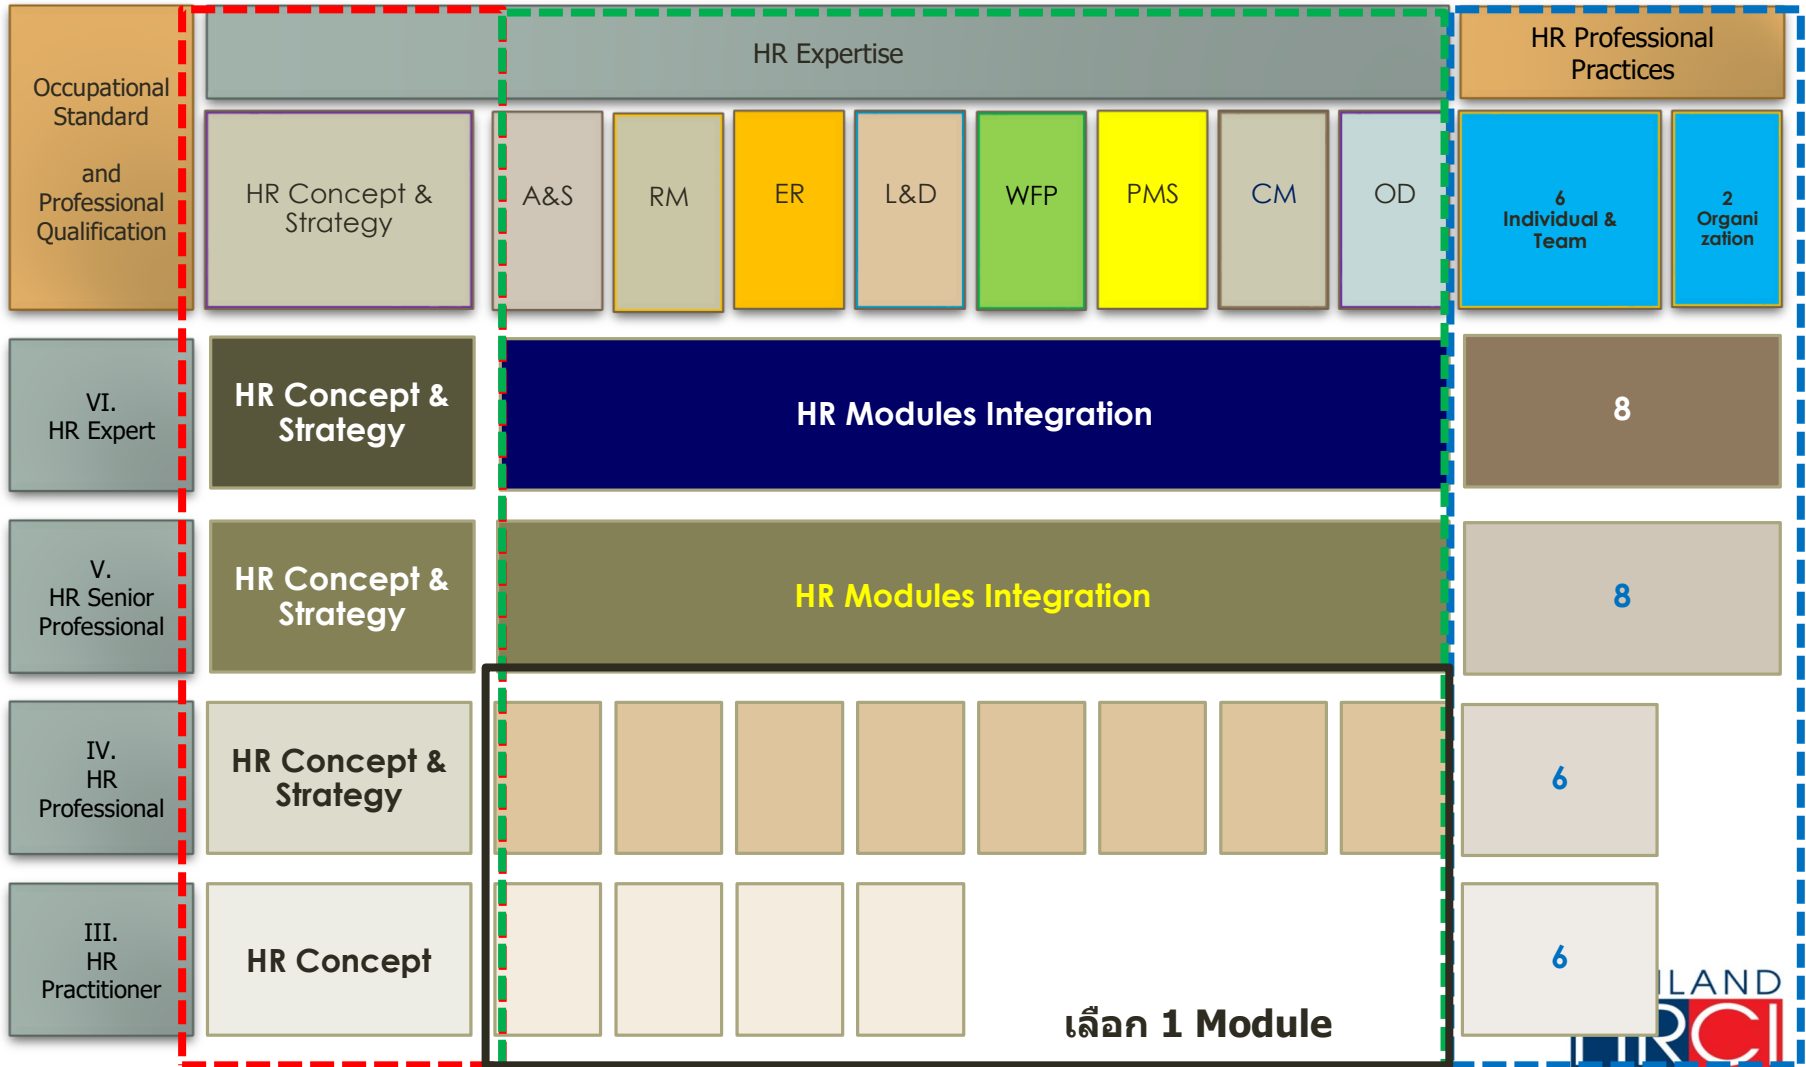 Occupational
Standard
and
Professional
Qualification
HR Expertise
HR Professional
Practices
HR Concept &
Strategy
A&S
RM
ER
L&D
WFP
PMS
CM
OD
6
Individual &
Team
2
Organi
zation
VI.
HR Expert
HR Concept &
Strategy
HR Modules Integration
8
V.
HR Senior
Professional
HR Concept &
Strategy
HR Modules Integration
8
IV.
HR
Professional
HR Concept &
Strategy
6
III.
HR
Practitioner
HR Concept
6
เลือก 1 Module
LAND
RCI